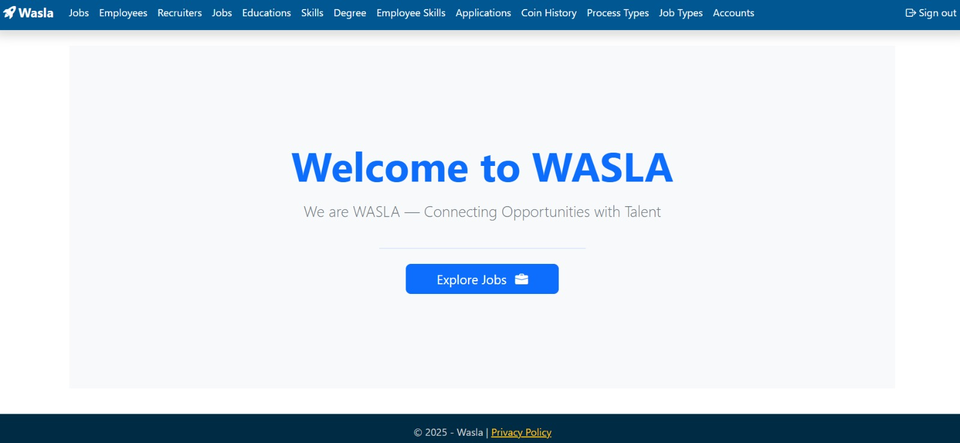 Wasla Jobs Employees Recruiters Jobs Educations Skills Degree Employee Skills Applications Coin History Process Types Job Types Accounts Sign out
Welcome to WASLA
We are WASLA — Connecting Opportunities with Talent
Explore Jobs
© 2025 - Wasla | Privacy Policy